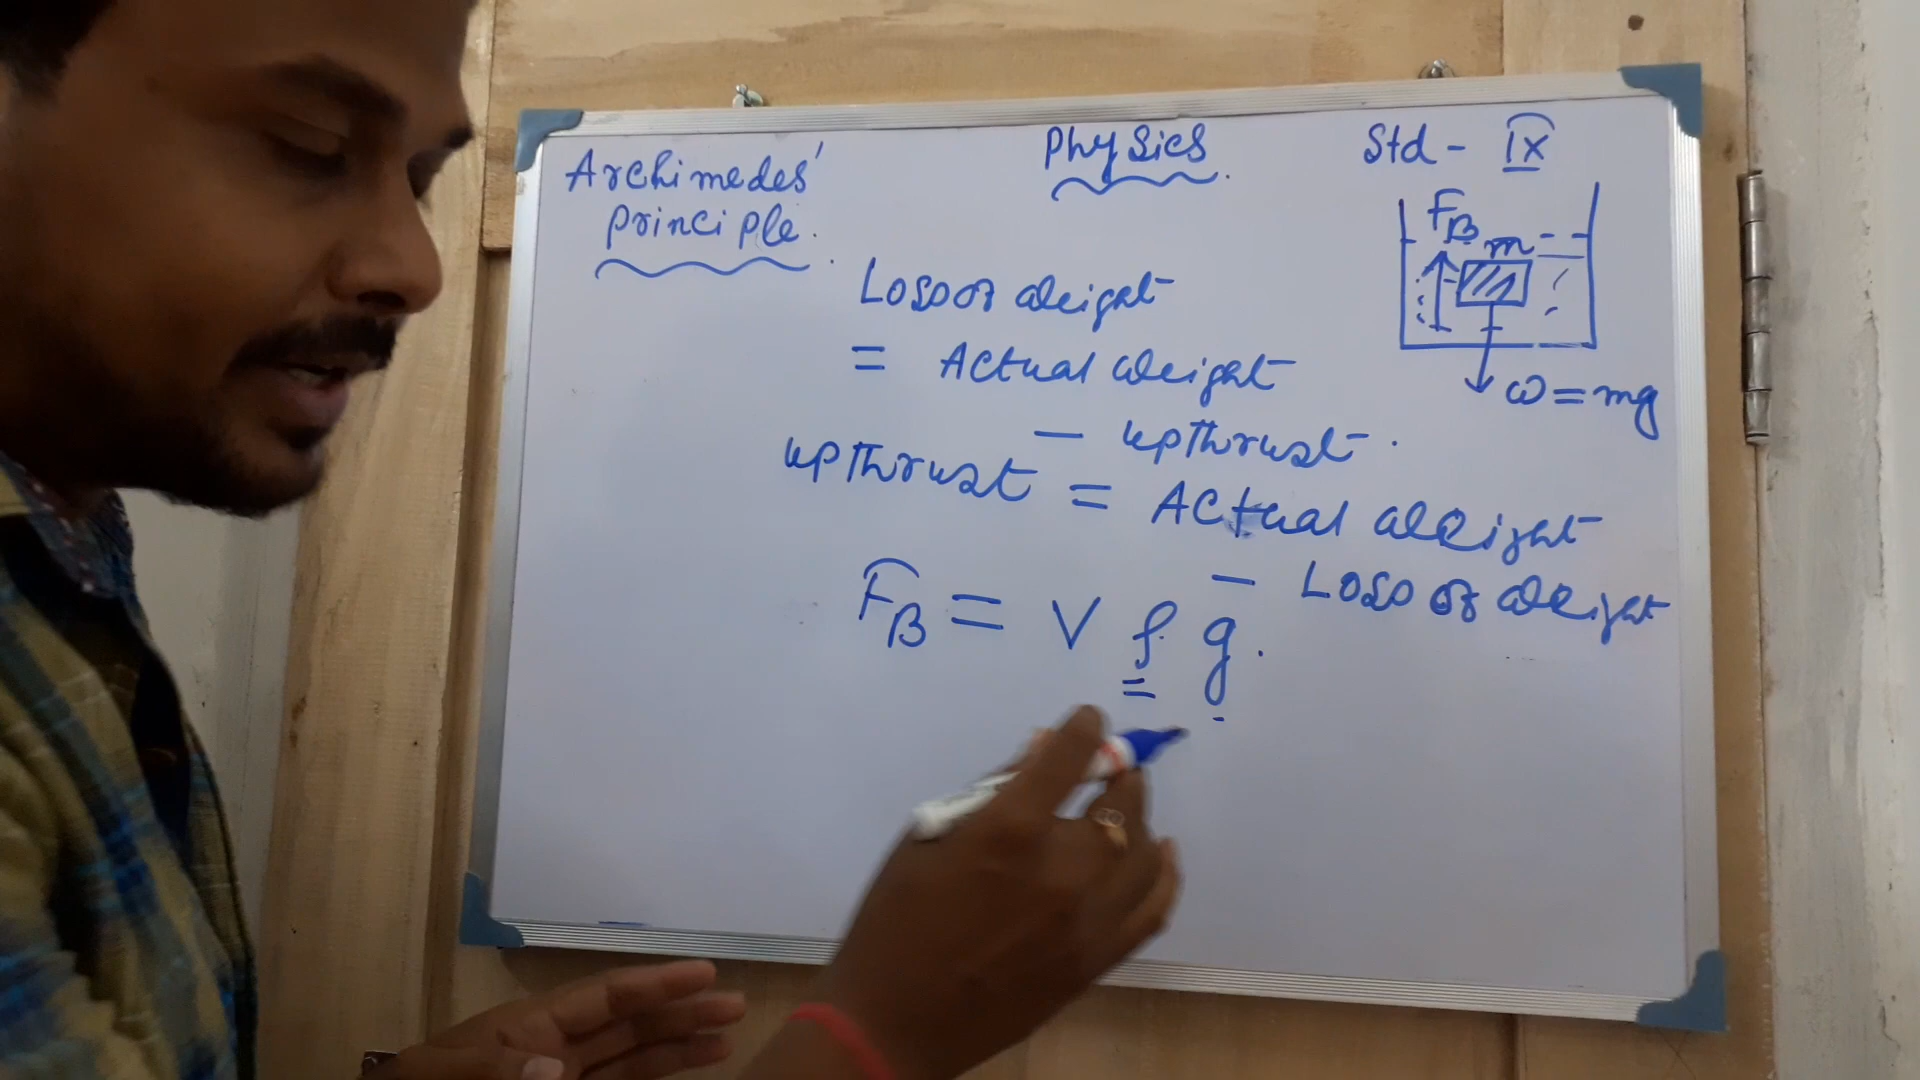 Archimedes'
principle.
Physics.
Std - IX
Loss of weight
= Actual weight
- upthrust.
upthrust = Actual weight
- Loss of weight
F_B = V ρ g.
F_B
m
ω = mg